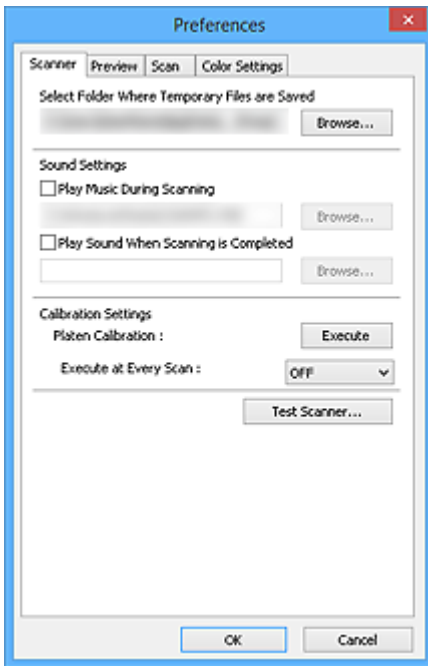 Preferences
Scanner Preview Scan Color Settings
Select Folder Where Temporary Files are Saved
Browse...
Sound Settings
Play Music During Scanning
Browse...
Play Sound When Scanning is Completed
Browse...
Calibration Settings
Platen Calibration : Execute
Execute at Every Scan : OFF
Test Scanner...
OK Cancel